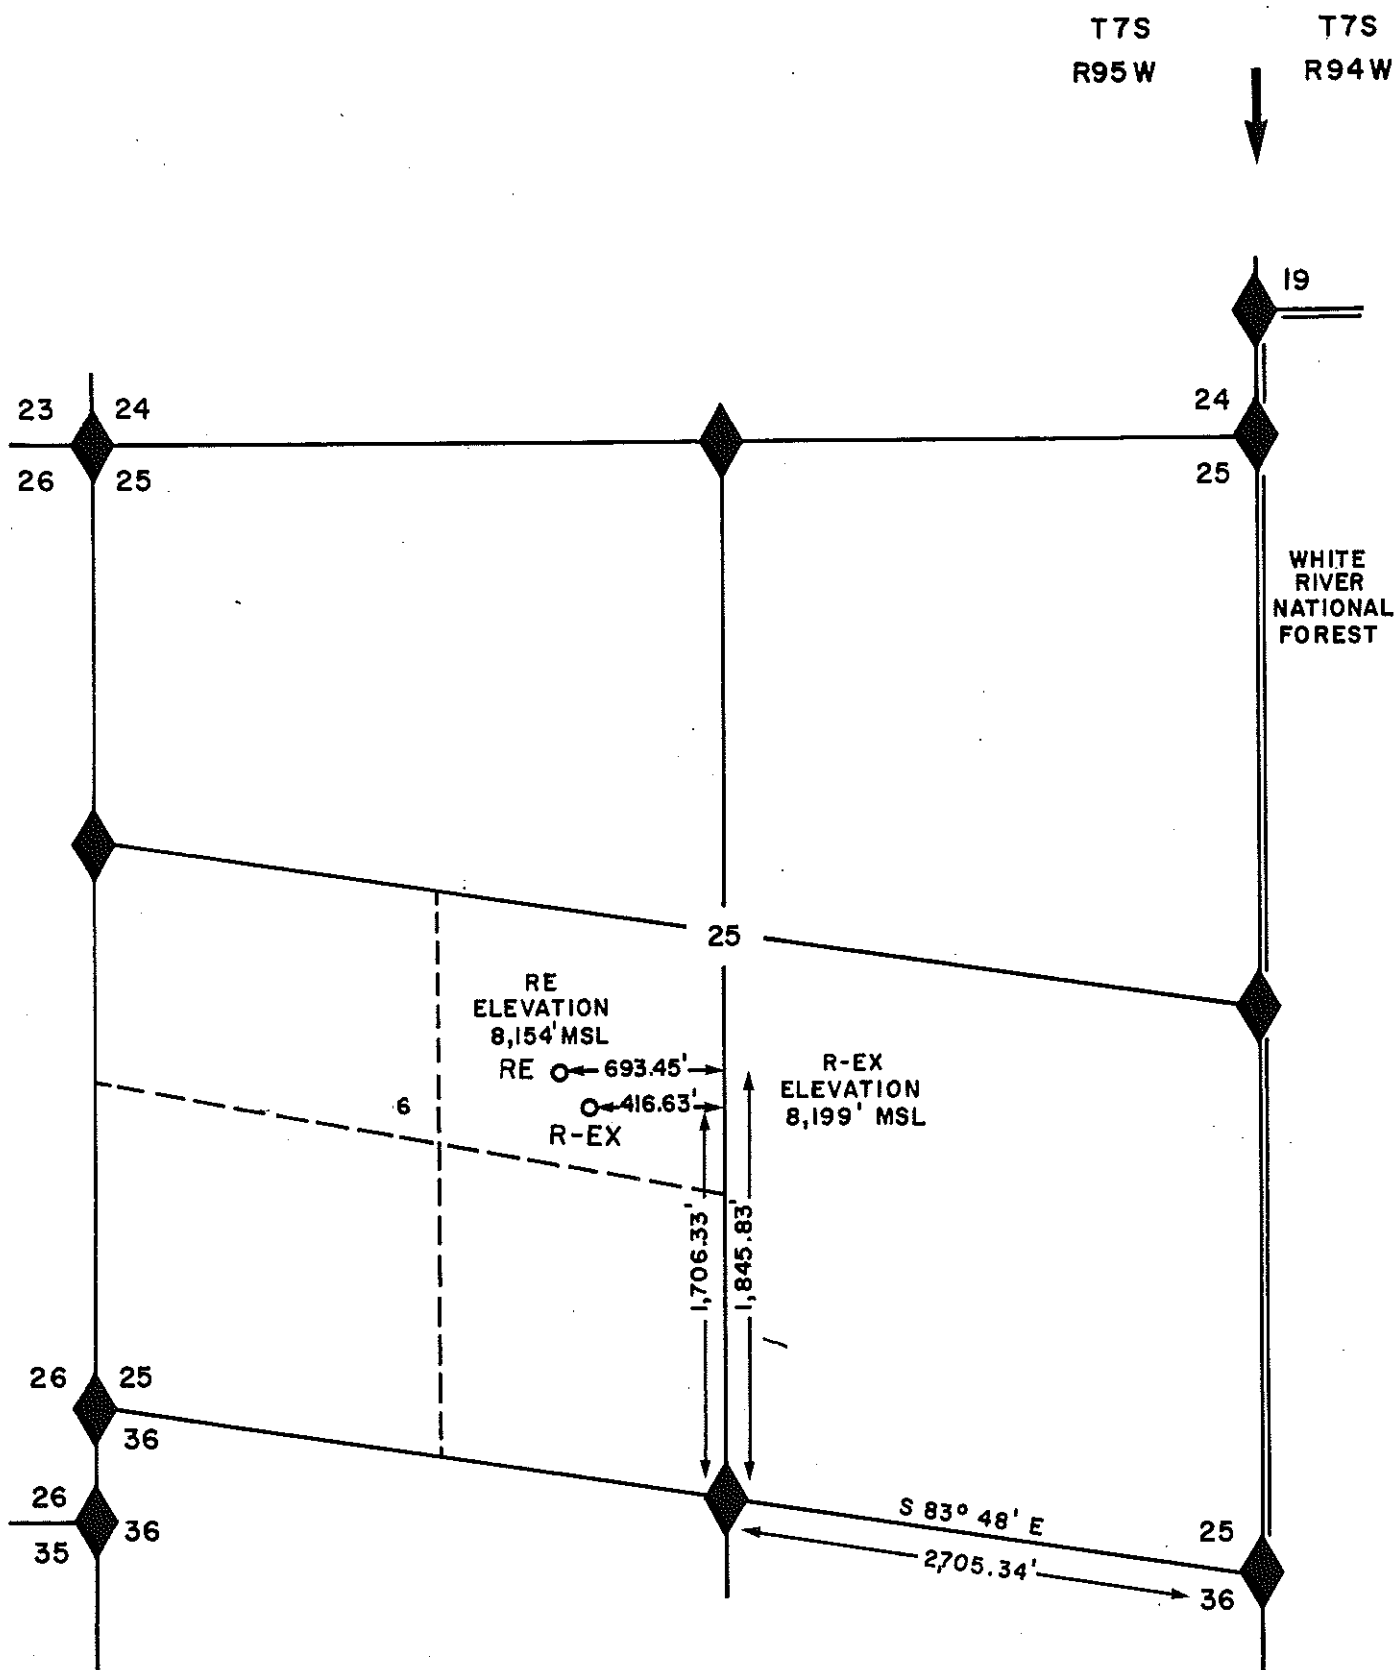 T7S
T7S
R95W
R94W
19
23
24
24
26
25
25
WHITE
RIVER
NATIONAL
FOREST
25
RE
ELEVATION
8,154' MSL
RE
693.45'
R-EX
ELEVATION
8,199' MSL
6
416.63'
R-EX
1,706.33'
1,845.83'
26
25
36
26
36
35
S 83° 48' E
25
2,705.34'
36